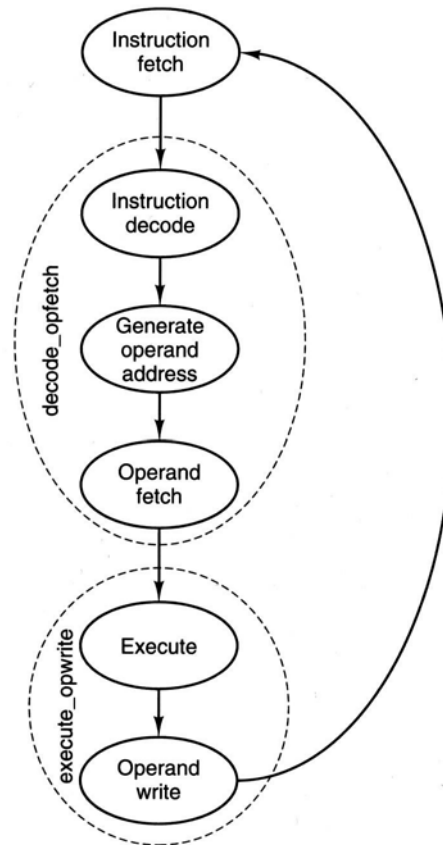 Instruction
fetch
Instruction
decode
Generate
operand
address
decode_opfetch
Operand
fetch
Execute
execute_opwrite
Operand
write